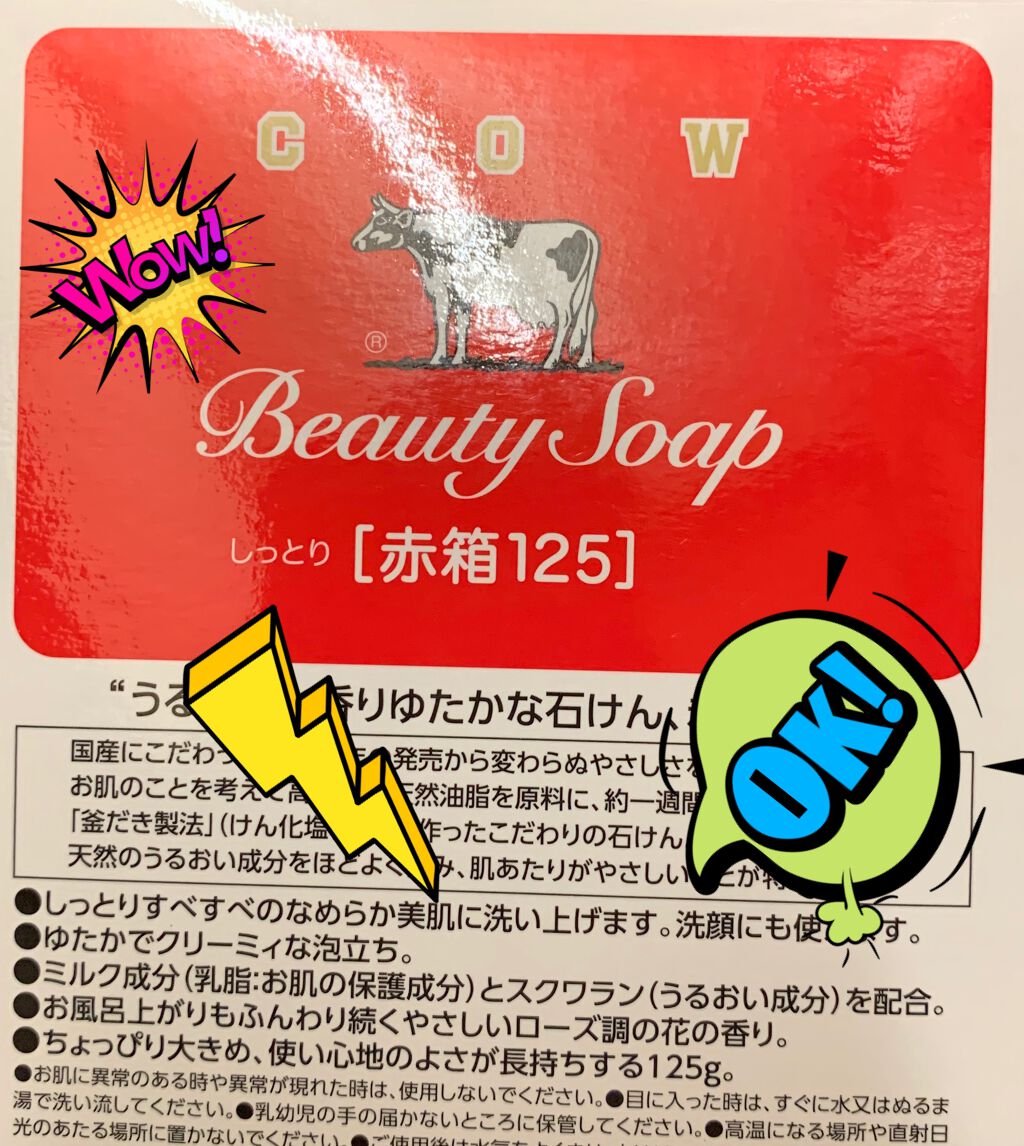 C O W
Wow!
®
Beauty Soap
しっとり [赤箱125]
“うる 香りゆたかな石けん、
国産にこだわっ 発売から変わらぬやさしさを
お肌のことを考えて高 天然油脂を原料に、約一週間
OK!
「釜だき製法」(けん化塩 作ったこだわりの石けん
天然のうるおい成分をほどよく み、肌あたりがやさしい とが特
●しっとりすべすべのなめらか美肌に洗い上げます。洗顔にも使 す。
●ゆたかでクリーミィな泡立ち。
●ミルク成分(乳脂:お肌の保護成分)とスクワラン(うるおい成分)を配合。
●お風呂上がりもふんわり続くやさしいローズ調の花の香り。
●ちょっぴり大きめ、使い心地のよさが長持ちする125g。
●お肌に異常のある時や異常が現れた時は、使用しないでください。●目に入った時は、すぐに水又はぬるま
湯で洗い流してください。●乳幼児の手の届かないところに保管してください。●高温になる場所や直射日
光のあたる場所に置かないでください。